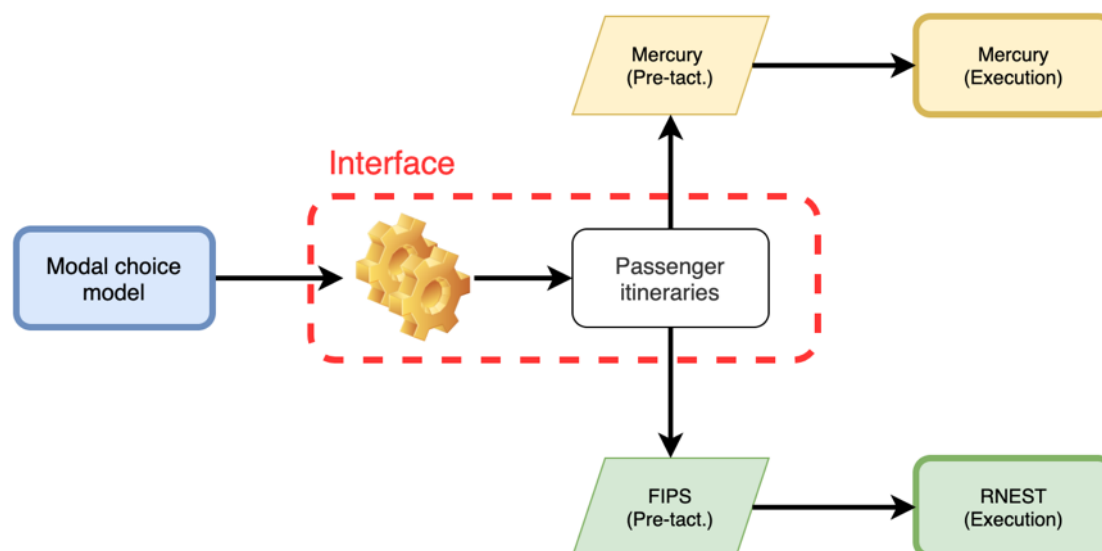 Mercury
(Pre-tact.)
Mercury
(Execution)
Interface
Modal choice
model
Passenger
itineraries
FIPS
(Pre-tact.)
RNEST
(Execution)